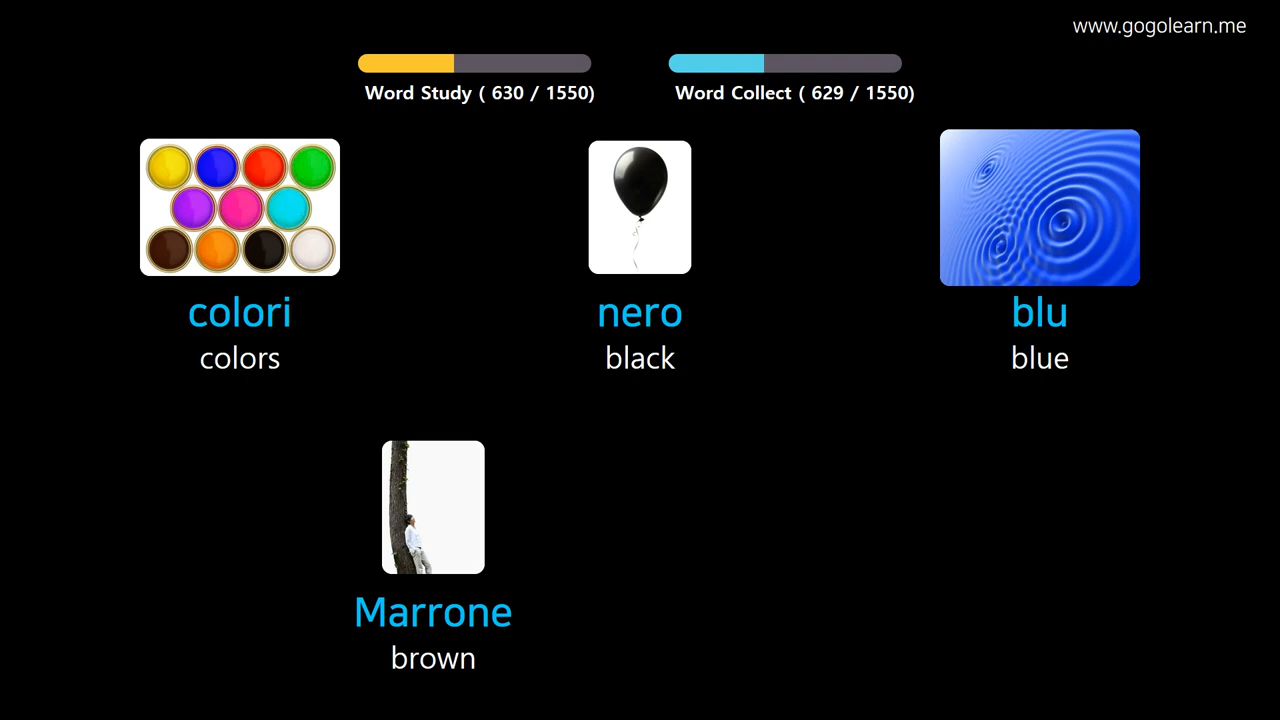 www.gogolearn.me
Word Study ( 630 / 1550)
Word Collect ( 629 / 1550)
colori
colors
nero
black
blu
blue
Marrone
brown